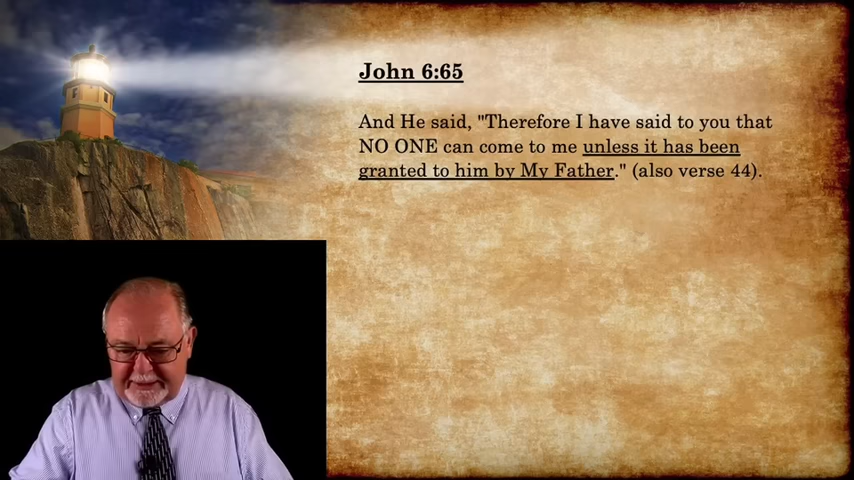 John 6:65
And He said, "Therefore I have said to you that
NO ONE can come to me unless it has been
granted to him by My Father." (also verse 44).